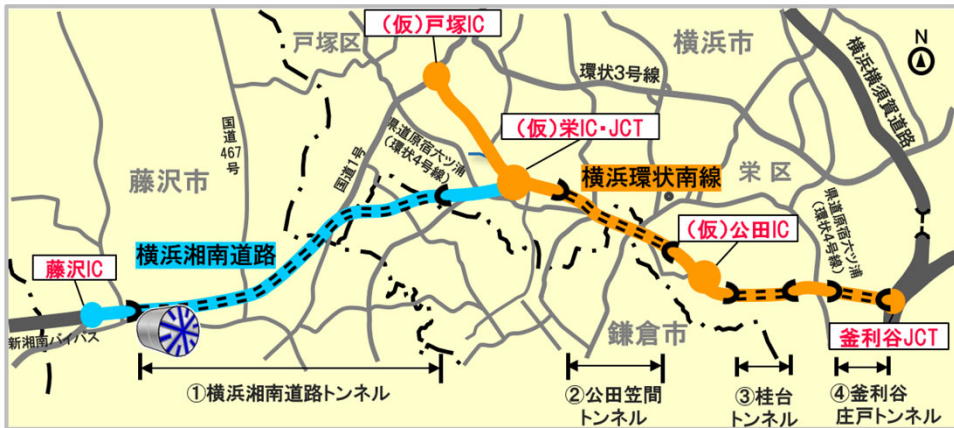 (仮)戸塚IC
戸塚区
横浜市
N
環状3号線
横浜横須賀道路
国道467号
国道1号
県道原宿六ツ浦
(環状4号線)
(仮)栄IC・JCT
藤沢市
横浜環状南線
栄区
県道原宿六ツ浦
(環状4号線)
横浜湘南道路
(仮)公田IC
藤沢IC
新湘南バイパス
鎌倉市
釜利谷JCT
①横浜湘南道路トンネル
②公田笠間
トンネル
③桂台
トンネル
④釜利谷
庄戸トンネル